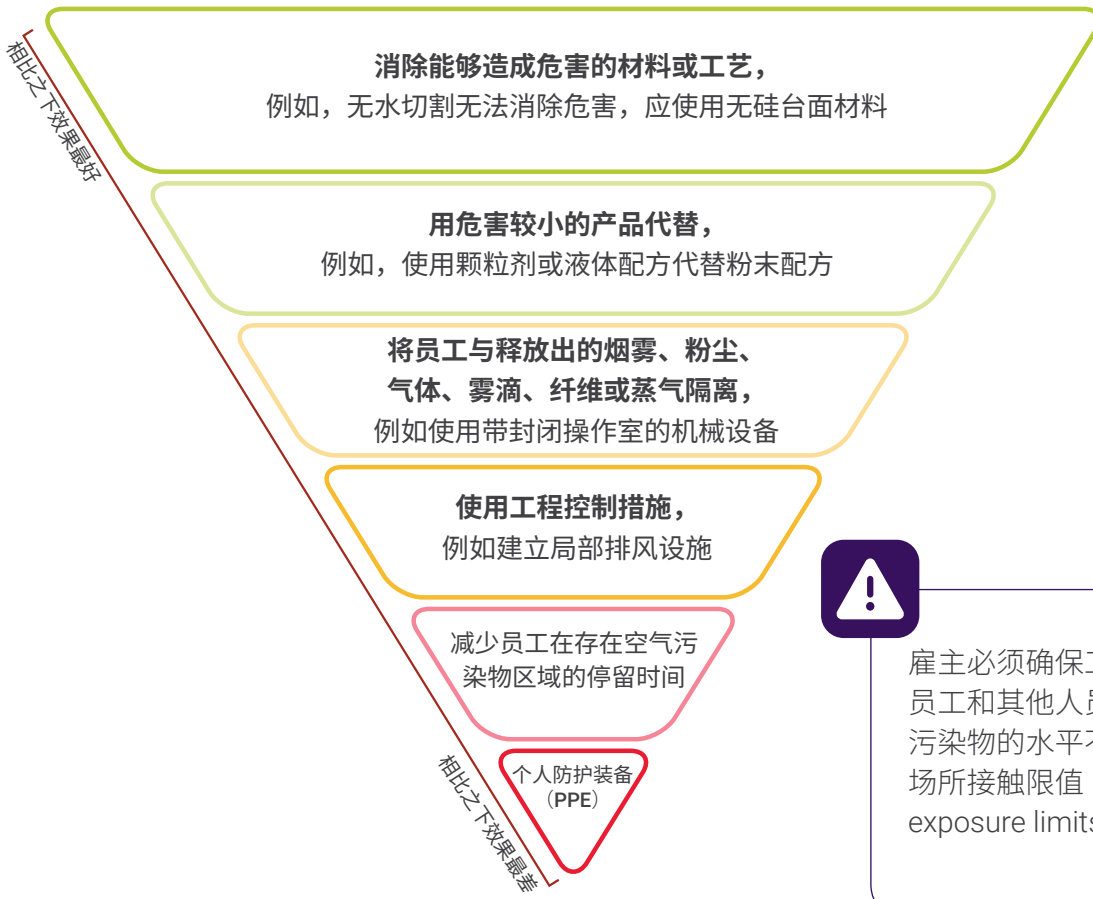 相比之下效果最好
消除能够造成危害的材料或工艺，
例如，无水切割无法消除危害，应使用无硅台面材料
用危害较小的产品代替，
例如，使用颗粒剂或液体配方代替粉末配方
将员工与释放出的烟雾、粉尘、
气体、雾滴、纤维或蒸气隔离，
例如使用带封闭操作室的机械设备
使用工程控制措施，
例如建立局部排风设施
减少员工在存在空气污
染物区域的停留时间
个人防护装备
（PPE）
相比之下效果最差
雇主必须确保
员工和其他人员
污染物的水平
场所接触限值
exposure limits